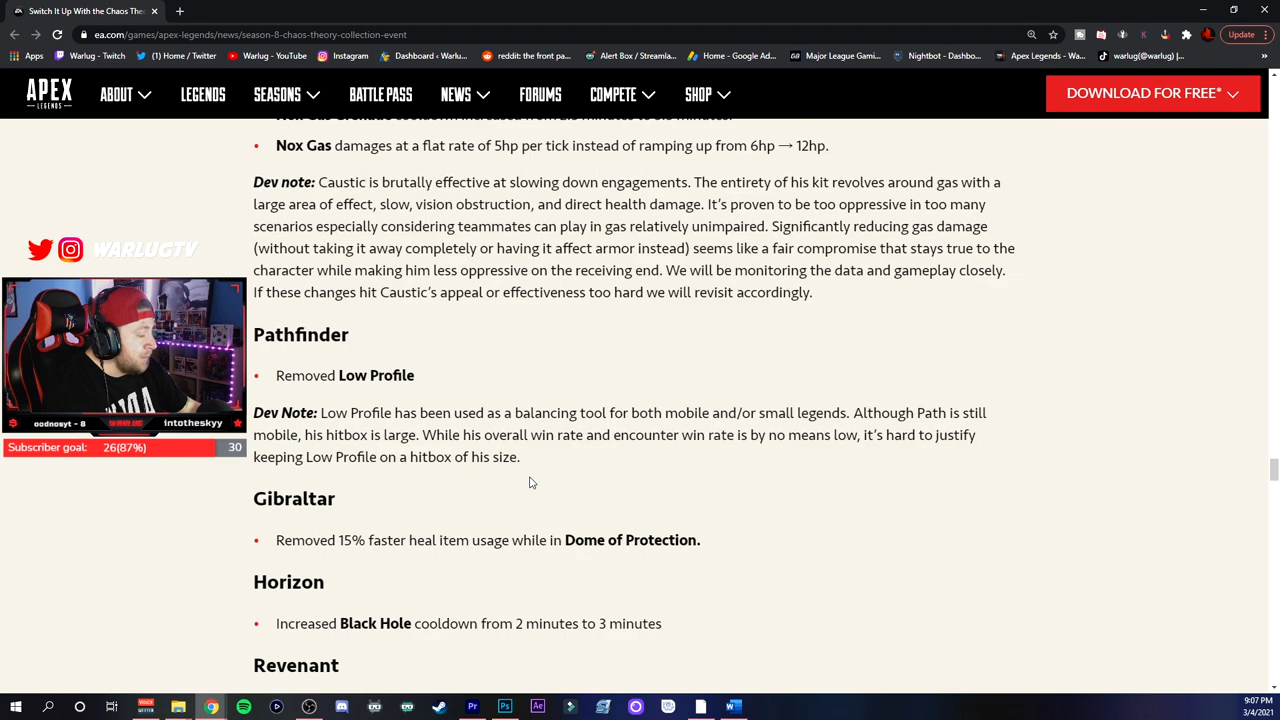 Switch It Up With the Chaos The
ea.com/games/apex-legends/news/season-8-chaos-theory-collection-event
Update
Apps
Warlug - Twitch
(1) Home / Twitter
Warlug - YouTube
Instagram
Dashboard - Warlu...
reddit: the front pa...
Alert Box / Streamla...
Home - Google Ad...
Major League Gami...
Nightbot - Dashbo...
Apex Legends - Wa...
warlug(@warlug) |...
APEX
LEGENDS
ABOUT
LEGENDS
SEASONS
BATTLE PASS
NEWS
FORUMS
COMPETE
SHOP
DOWNLOAD FOR FREE*
Nox Gas damages at a flat rate of 5hp per tick instead of ramping up from 6hp → 12hp.
Dev note: Caustic is brutally effective at slowing down engagements. The entirety of his kit revolves around gas with a
large area of effect, slow, vision obstruction, and direct health damage. It’s proven to be too oppressive in too many
scenarios especially considering teammates can play in gas relatively unimpaired. Significantly reducing gas damage
(without taking it away completely or having it affect armor instead) seems like a fair compromise that stays true to the
character while making him less oppressive on the receiving end. We will be monitoring the data and gameplay closely.
If these changes hit Caustic’s appeal or effectiveness too hard we will revisit accordingly.
WARLUGTV
Pathfinder
Removed Low Profile
Dev Note: Low Profile has been used as a balancing tool for both mobile and/or small legends. Although Path is still
mobile, his hitbox is large. While his overall win rate and encounter win rate is by no means low, it’s hard to justify
keeping Low Profile on a hitbox of his size.
oodnosyt - 8
WARLUG
intotheskyy
Subscriber goal: 26(87%) 30
Gibraltar
Removed 15% faster heal item usage while in Dome of Protection.
Horizon
Increased Black Hole cooldown from 2 minutes to 3 minutes
Revenant
9:07 PM
3/4/2021